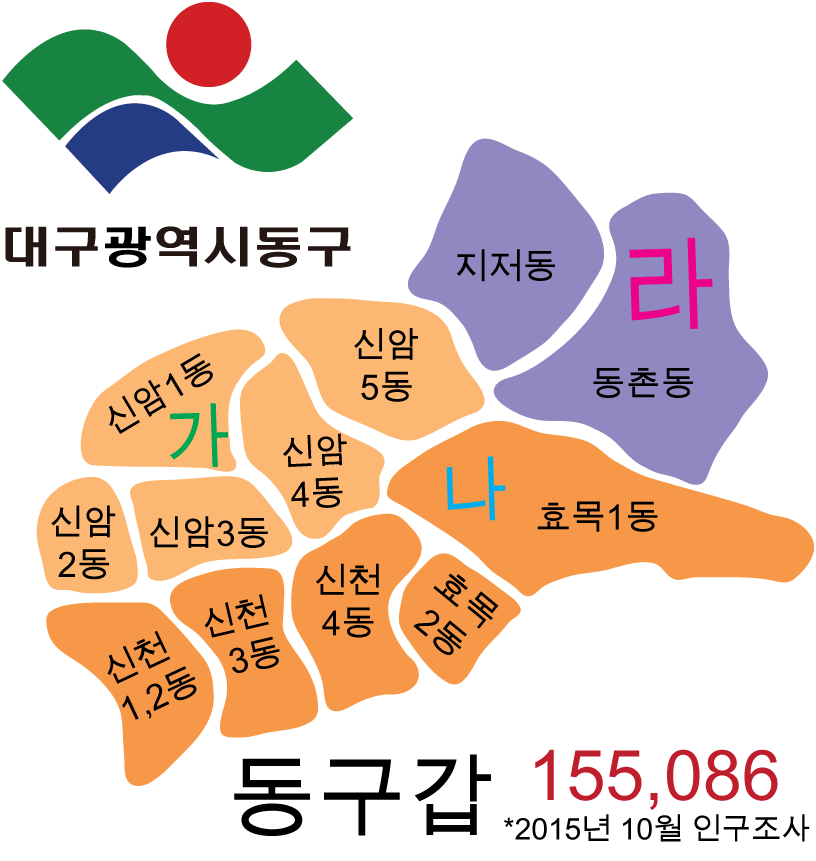 대구광역시동구
지저동
라
동촌동
신암
5동
신암1동
가
신암
4동
나
효목1동
신암
2동
신암3동
신천
4동
효목
2동
신천
3동
신천
1,2동
동구갑
155,086
*2015년 10월 인구조사